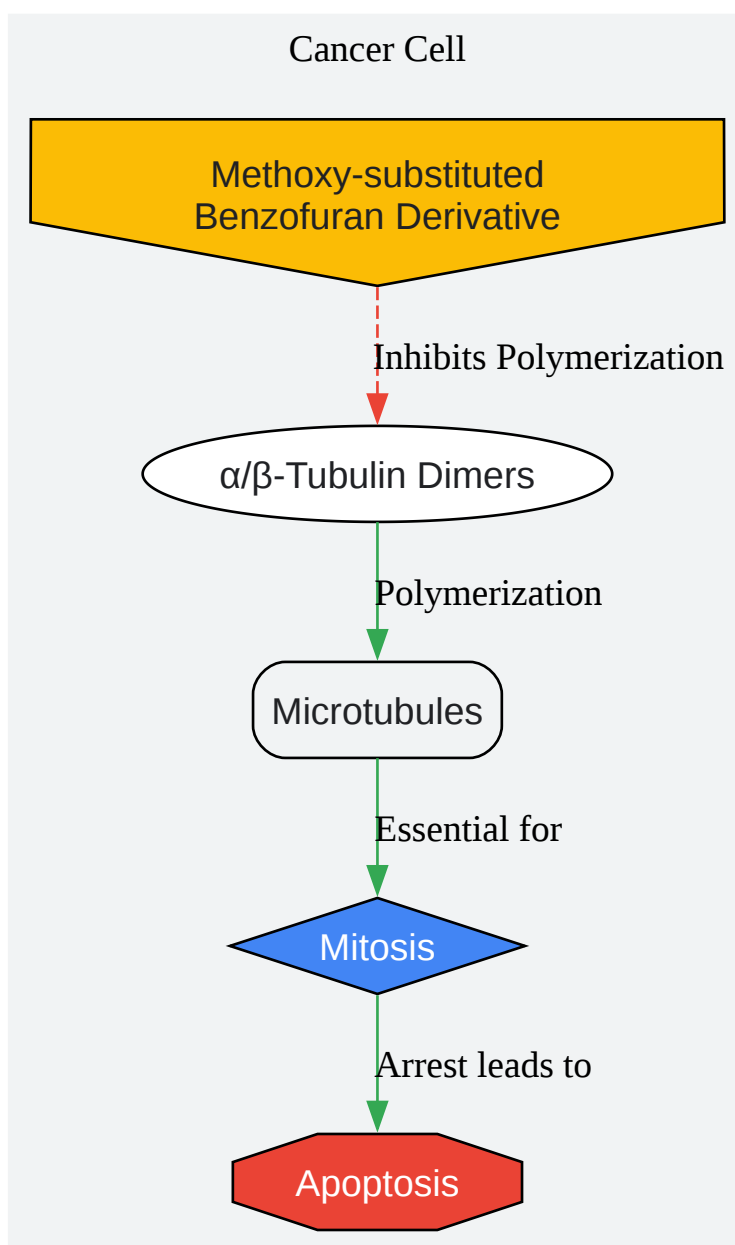 Cancer Cell
Methoxy-substituted
Benzofuran Derivative
Inhibits Polymerization
α/β-Tubulin Dimers
Polymerization
Microtubules
Essential for
Mitosis
Arrest leads to
Apoptosis